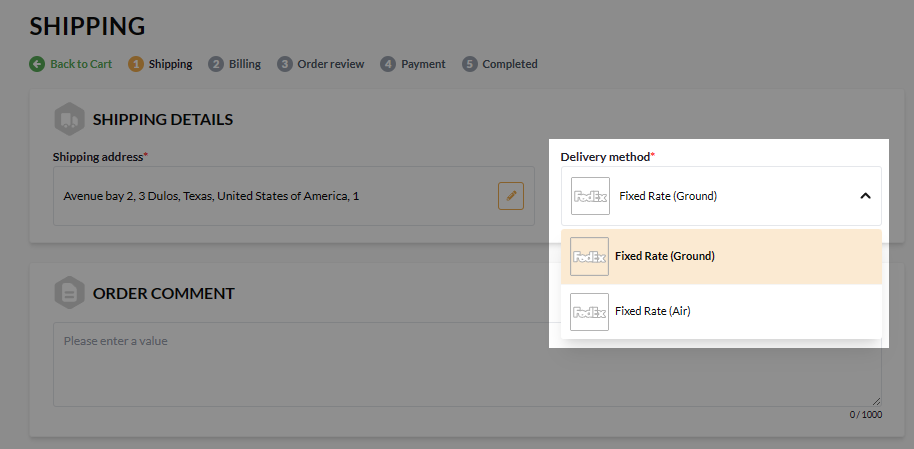 SHIPPING
Back to Cart 1 Shipping 2 Billing 3 Order review 4 Payment 5 Completed
SHIPPING DETAILS
Shipping address*
Delivery method*
Avenue bay 2, 3 Dulos, Texas, United States of America, 1
FedEx Fixed Rate (Ground)
FedEx Fixed Rate (Ground)
FedEx Fixed Rate (Air)
ORDER COMMENT
Please enter a value
0 / 1000